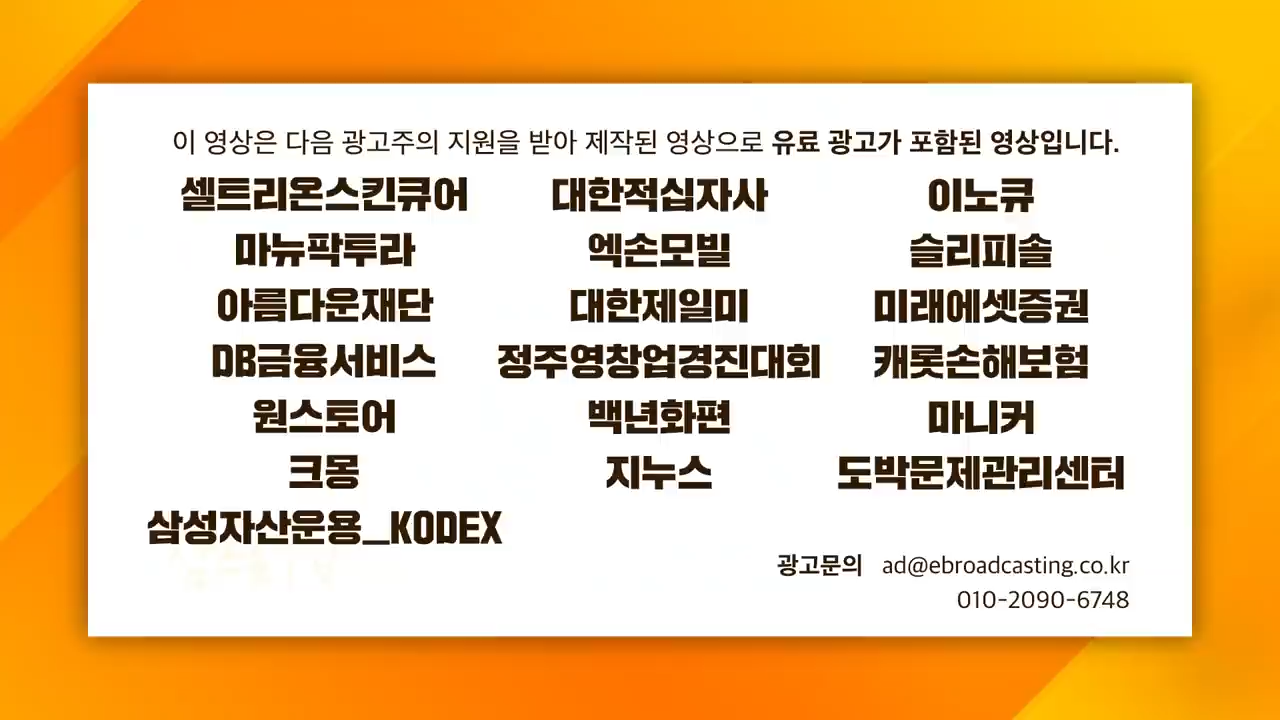 이 영상은 다음 광고주의 지원을 받아 제작된 영상으로 유료 광고가 포함된 영상입니다.
셀트리온스킨큐어 대한적십자사 이노큐
마뉴팍투라 엑손모빌 슬리피솔
아름다운재단 대한제일미 미래에셋증권
DB금융서비스 정주영창업경진대회 캐롯손해보험
원스토어 백년화편 마니커
크몽 지누스 도박문제관리센터
삼성자산운용_KODEX
광고문의 ad@ebroadcasting.co.kr
010-2090-6748